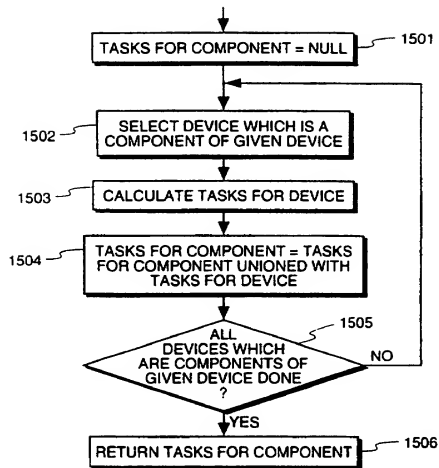 TASKS FOR COMPONENT = NULL
1501
1502
SELECT DEVICE WHICH IS A
COMPONENT OF GIVEN DEVICE
1503
CALCULATE TASKS FOR DEVICE
1504
TASKS FOR COMPONENT = TASKS
FOR COMPONENT UNIONED WITH
TASKS FOR DEVICE
1505
ALL
DEVICES WHICH
ARE COMPONENTS OF
GIVEN DEVICE DONE
?
NO
YES
RETURN TASKS FOR COMPONENT
1506